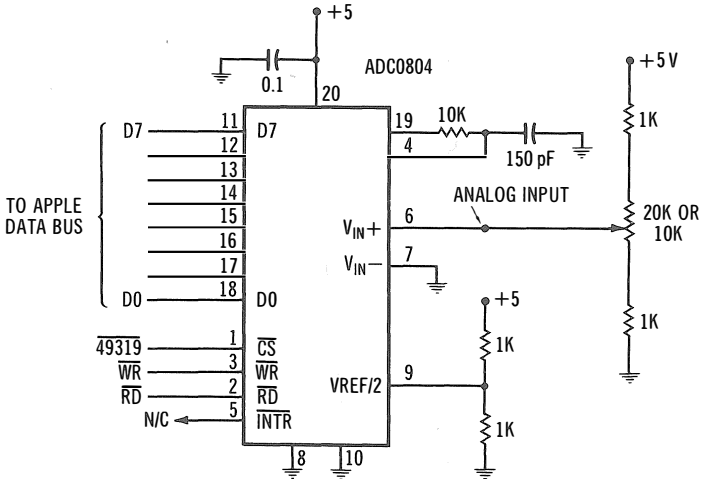 +5
0.1
ADC0804
20
+5V
1K
20K OR
10K
1K
TO APPLE
DATA BUS
D7
11
D7
12
13
14
15
16
17
D0
18
D0
49319
1
CS
WR
3
WR
RD
2
RD
N/C
5
INTR
8
10
19
10K
4
150 pF
ANALOG INPUT
VIN+
6
VIN−
7
+5
1K
VREF/2
9
1K